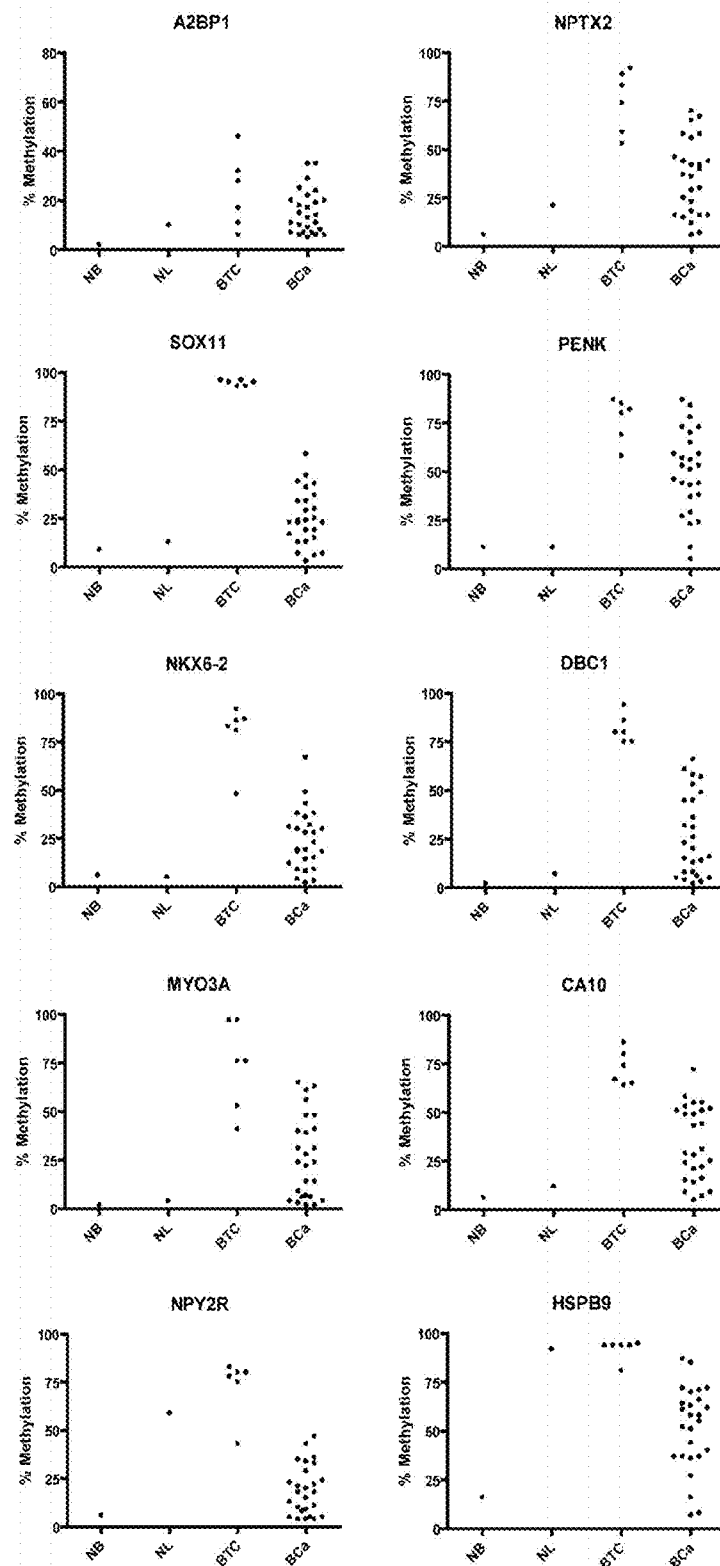 A2BP1
% Methylation
80
60
40
20
0
NB NL BTC BCa
NPTX2
% Methylation
100
75
50
25
0
NB NL BTC BCa
SOX11
% Methylation
100
75
50
25
0
NB NL BTC BCa
PENK
% Methylation
100
75
50
25
0
NB NL BTC BCa
NKX6-2
% Methylation
100
75
50
25
0
NB NL BTC BCa
DBC1
% Methylation
100
75
50
25
0
NB NL BTC BCa
MYO3A
% Methylation
100
75
50
25
0
NB NL BTC BCa
CA10
% Methylation
100
75
50
25
0
NB NL BTC BCa
NPY2R
% Methylation
100
75
50
25
0
NB NL BTC BCa
HSPB9
% Methylation
100
75
50
25
0
NB NL BTC BCa